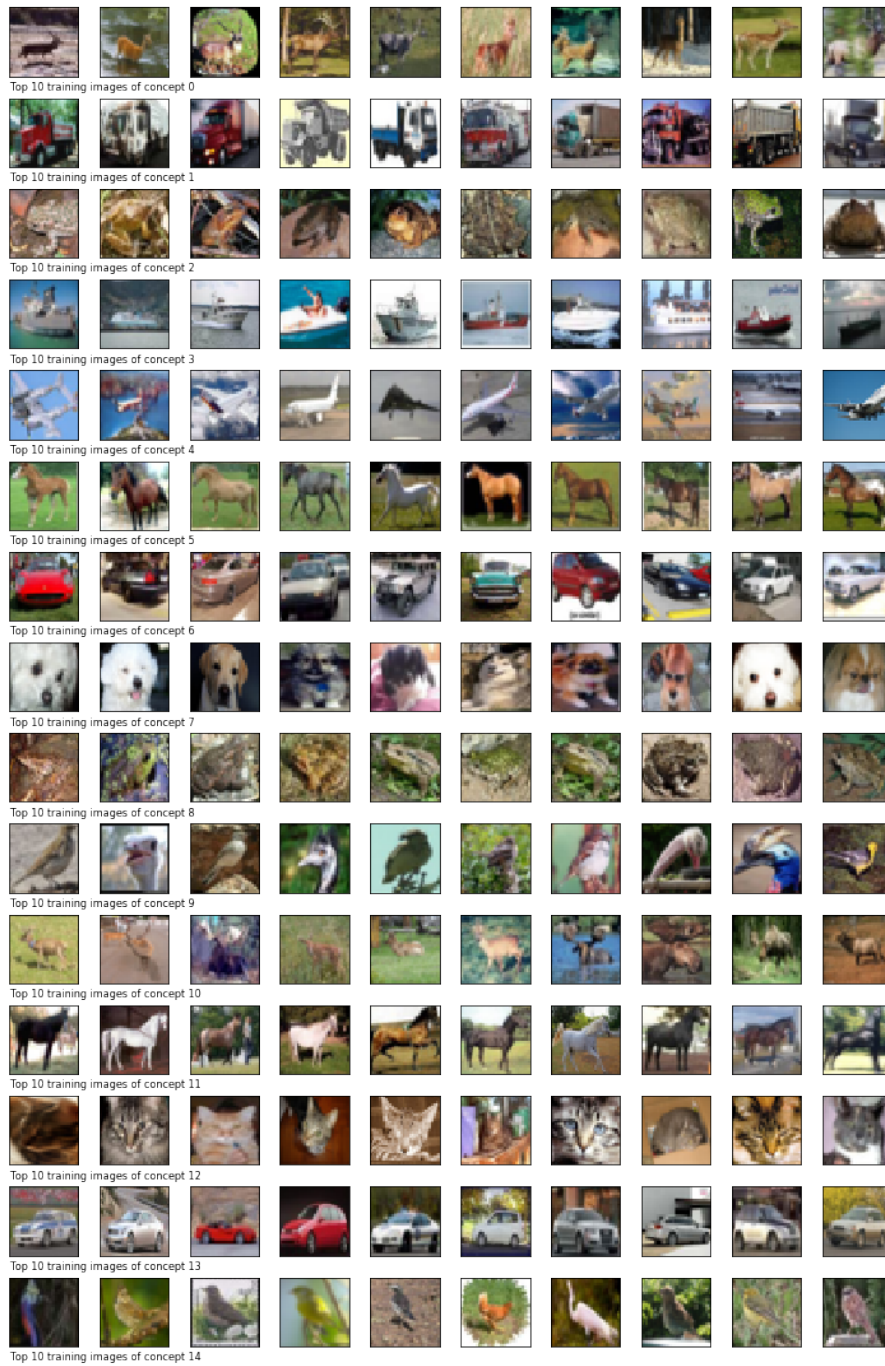 Top 10 training images of concept 0
Top 10 training images of concept 1
Top 10 training images of concept 2
Top 10 training images of concept 3
Top 10 training images of concept 4
Top 10 training images of concept 5
Top 10 training images of concept 6
Top 10 training images of concept 7
Top 10 training images of concept 8
Top 10 training images of concept 9
Top 10 training images of concept 10
Top 10 training images of concept 11
Top 10 training images of concept 12
Top 10 training images of concept 13
Top 10 training images of concept 14